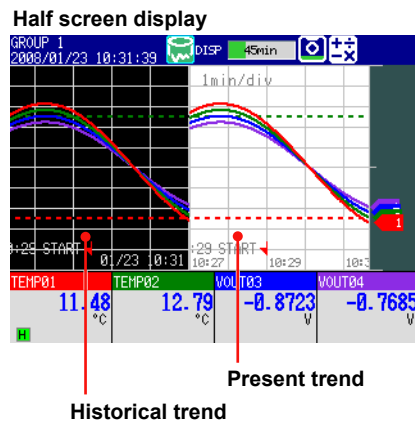 Half screen display
GROUP 1
2008/01/23 10:31:39
DISP
45min
1min/div
1
:29 START
:29 START
01/23 10:31
10:27
10:29
10:3
TEMP01
TEMP02
VOUT03
VOUT04
11.48
12.79
-0.8723
-0.7685
°C
°C
V
V
H
Present trend
Historical trend